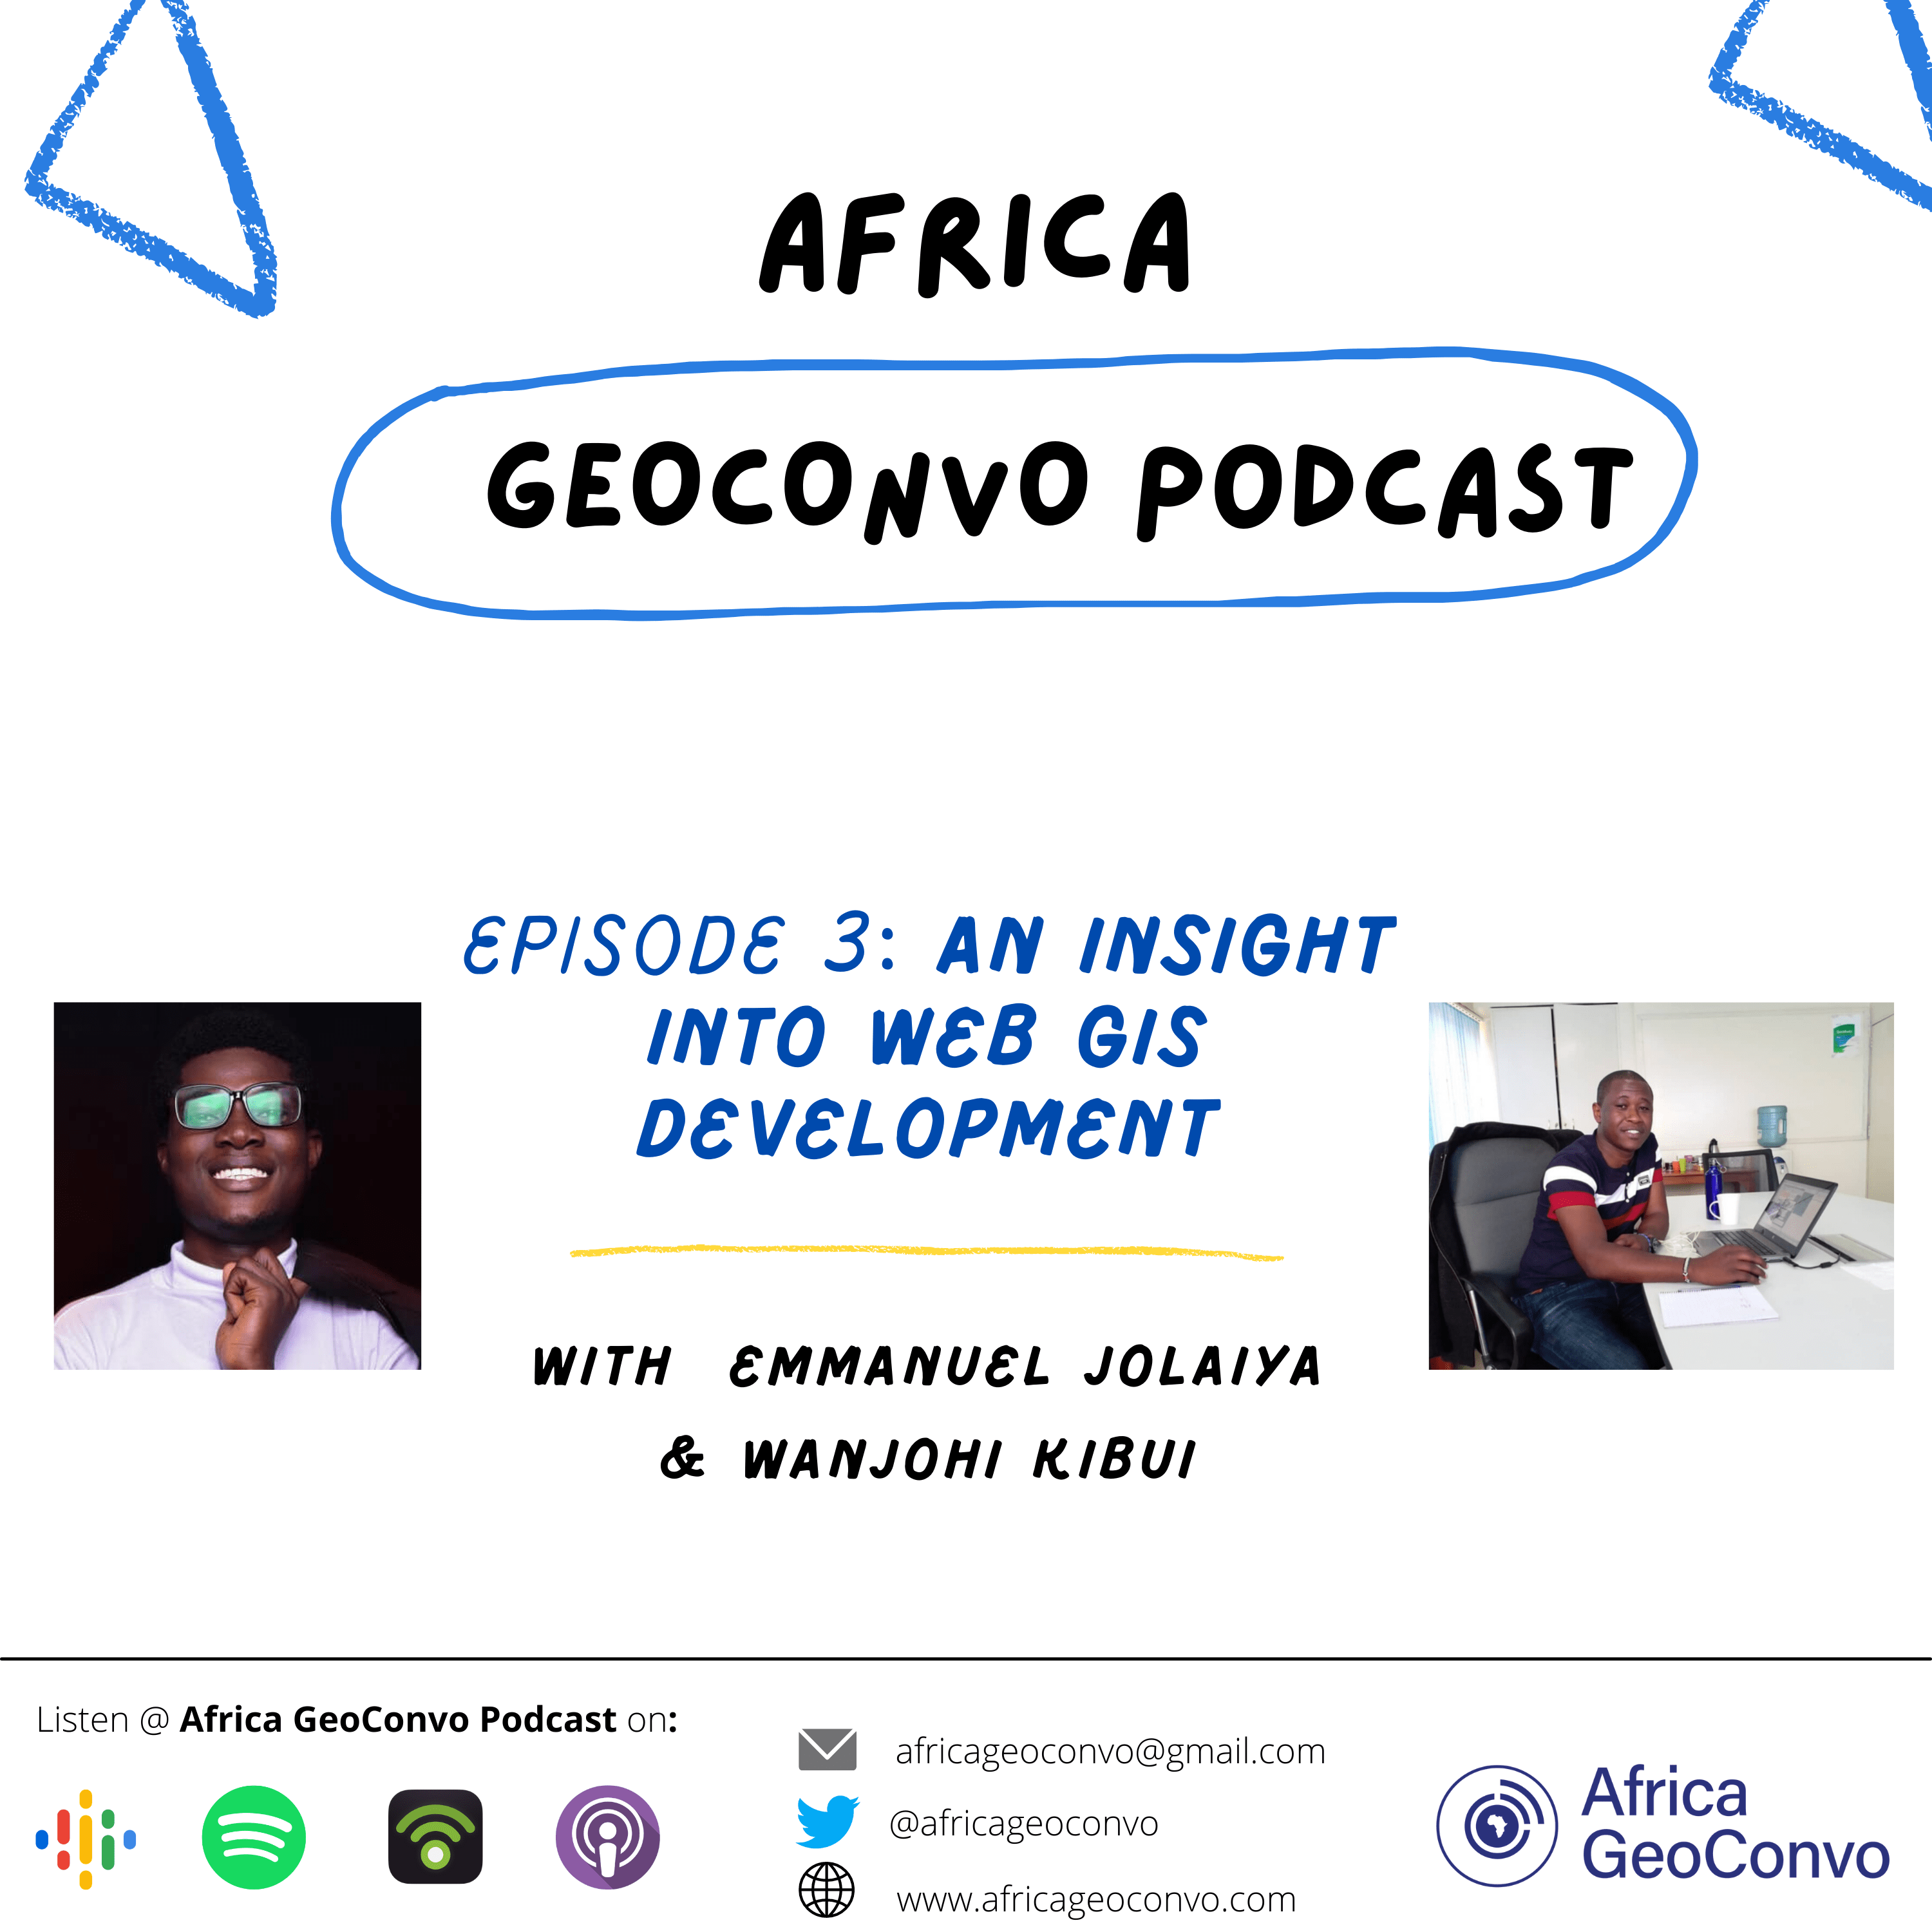 AFRICA
GEOCONVO PODCAST
EPISODE 3: AN INSIGHT
INTO WEB GIS
DEVELOPMENT
WITH EMMANUEL JOLAIYA
& WANJOHI KIBUI
Listen @ Africa GeoConvo Podcast on:
africageoconvo@gmail.com
@africageoconvo
www.africageoconvo.com
Africa
GeoConvo